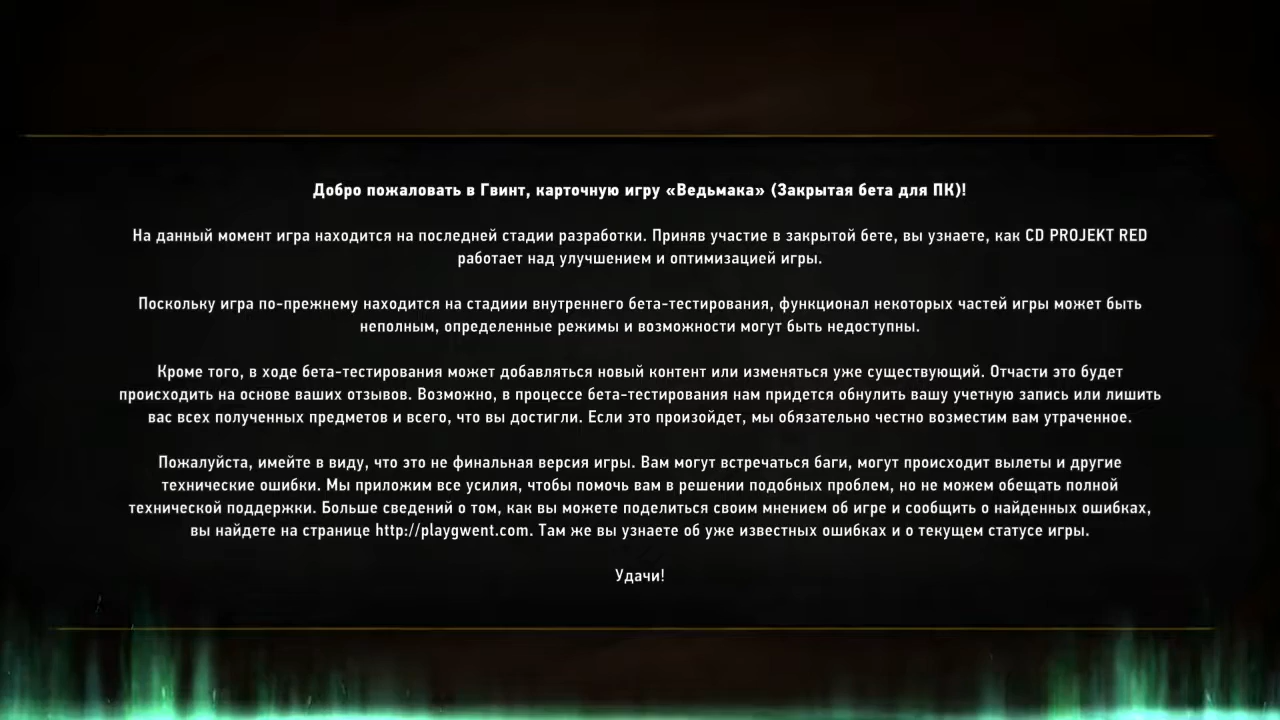 Добро пожаловать в Гвинт, карточную игру «Ведьмака» (Закрытая бета для ПК)!
На данный момент игра находится на последней стадии разработки. Приняв участие в закрытой бете, вы узнаете, как CD PROJEKT RED
работает над улучшением и оптимизацией игры.
Поскольку игра по-прежнему находится на стадиии внутреннего бета-тестирования, функционал некоторых частей игры может быть
неполным, определенные режимы и возможности могут быть недоступны.
Кроме того, в ходе бета-тестирования может добавляться новый контент или изменяться уже существующий. Отчасти это будет
происходить на основе ваших отзывов. Возможно, в процессе бета-тестирования нам придется обнулить вашу учетную запись или лишить
вас всех полученных предметов и всего, что вы достигли. Если это произойдет, мы обязательно честно возместим вам утраченное.
Пожалуйста, имейте в виду, что это не финальная версия игры. Вам могут встречаться баги, могут происходит вылеты и другие
технические ошибки. Мы приложим все усилия, чтобы помочь вам в решении подобных проблем, но не можем обещать полной
технической поддержки. Больше сведений о том, как вы можете поделиться своим мнением об игре и сообщить о найденных ошибках,
вы найдете на странице http://playgwent.com. Там же вы узнаете об уже известных ошибках и о текущем статусе игры.
Удачи!